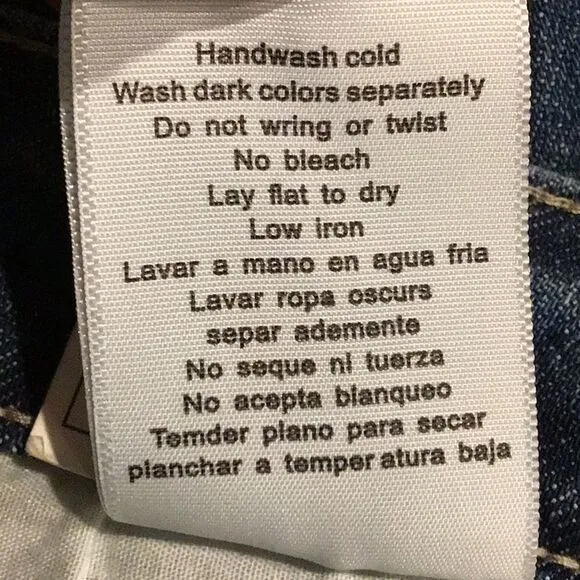 Handwash cold
Wash dark colors separately
Do not wring or twist
No bleach
Lay flat to dry
Low iron
Lavar a mano en agua fria
Lavar ropa oscurs
separ ademente
No seque ni tuerza
No acepta blanqueo
Temder plano para secar
planchar a temper atura baja